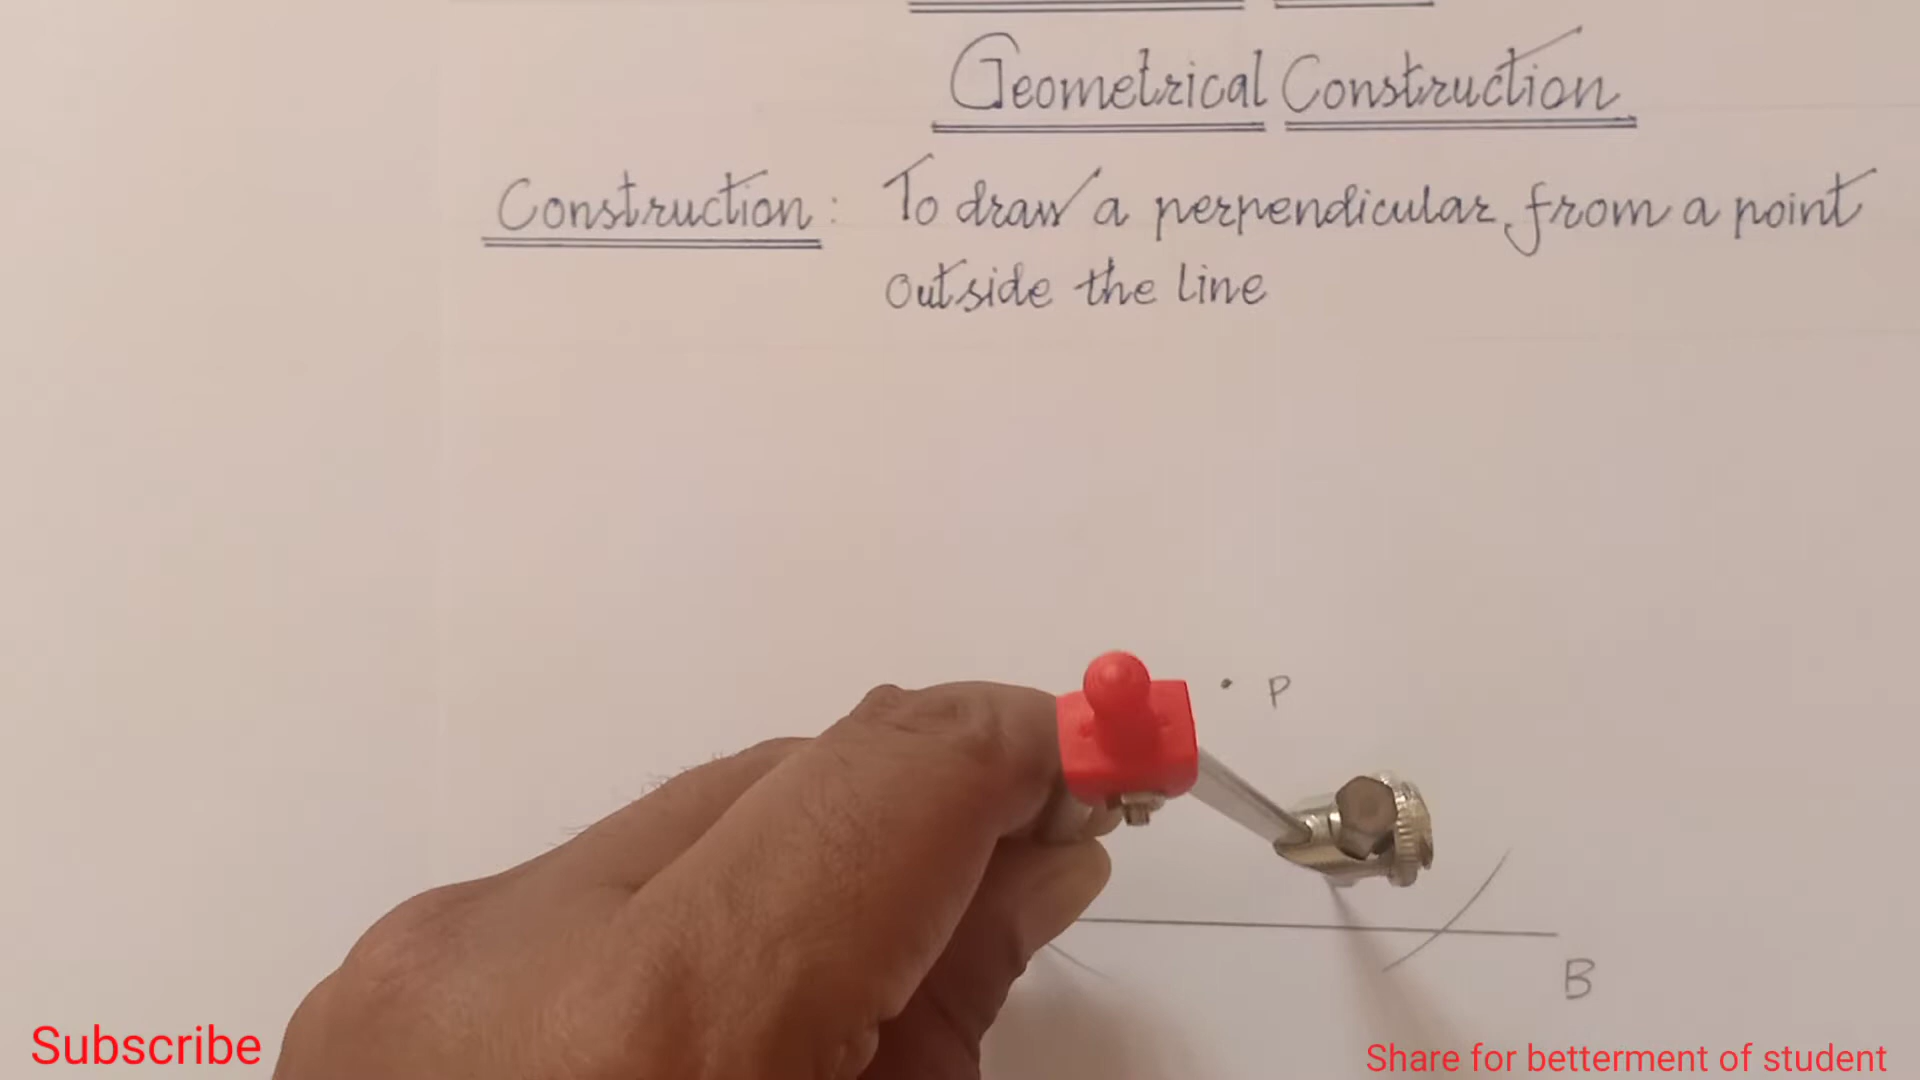 Geometrical Construction
Construction: To draw a perpendicular, from a point
outside the line
P
B
Subscribe
Share for betterment of student